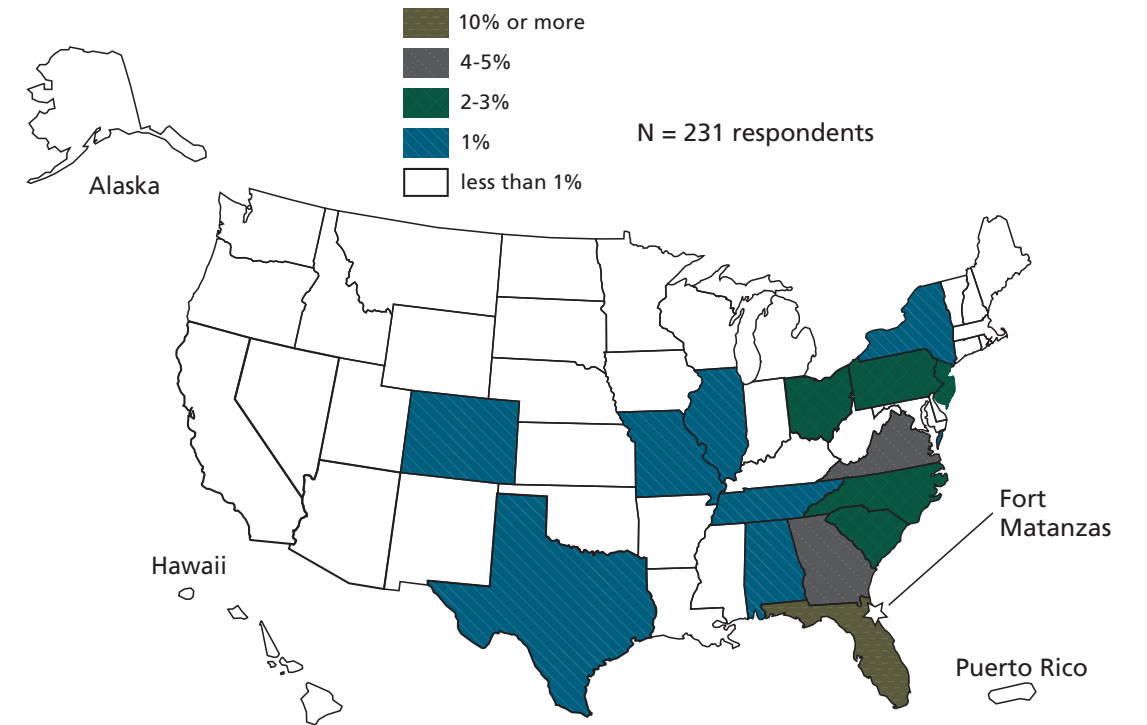 10% or more
4-5%
2-3%
1%
less than 1%
N = 231 respondents
Alaska
Fort
Matanzas
Hawaii
Puerto Rico